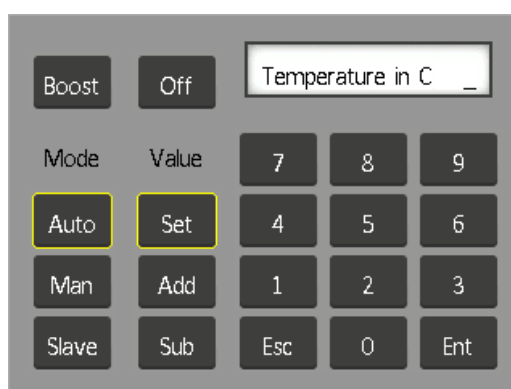 Boost Off Temperature in C _
Mode Value 7 8 9
Auto Set 4 5 6
Man Add 1 2 3
Slave Sub Esc 0 Ent